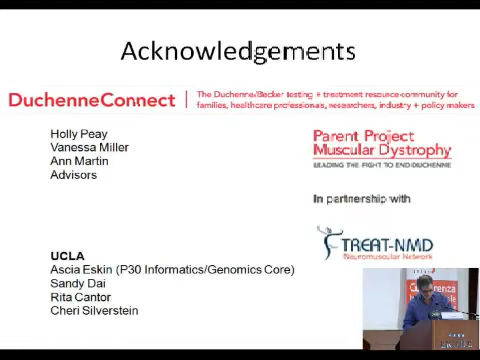 Acknowledgements
DuchenneConnect
The Duchenne/Becker testing + treatment resource community for
families, healthcare professionals, researchers, industry + policy makers
Holly Peay
Vanessa Miller
Ann Martin
Advisors
Parent Project
Muscular Dystrophy
LEADING THE FIGHT TO END DUCHENNE
In partnership with
TREAT-NMD
Neuromuscular Network
UCLA
Ascia Eskin (P30 Informatics/Genomics Core)
Sandy Dai
Rita Cantor
Cheri Silverstein